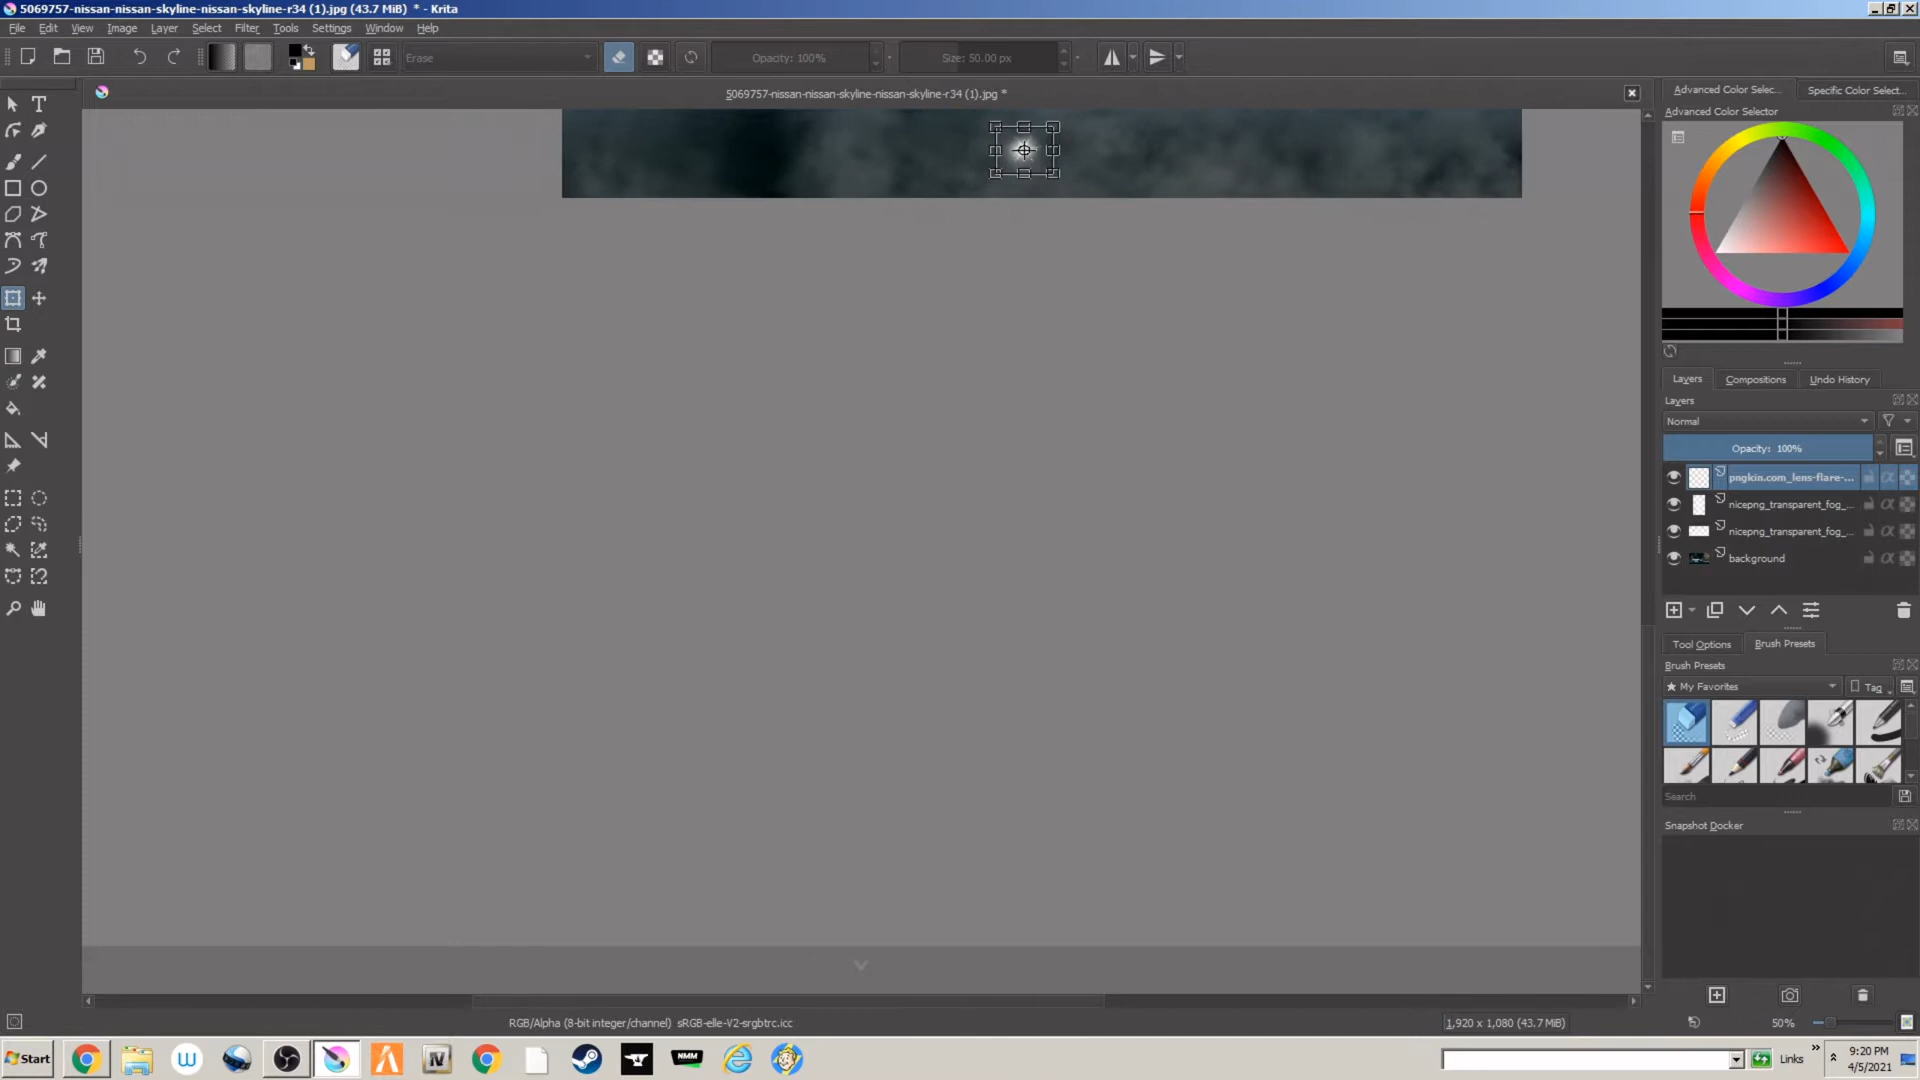 5069757-nissan-nissan-skyline-nissan-skyline-r34 (1).jpg (43.7 MiB)  * - Krita
File Edit View Image Layer Select Filter Tools Settings Window Help
Erase
Opacity: 100%
Size: 50.00 px
5069757-nissan-nissan-skyline-nissan-skyline-r34 (1).jpg *
Advanced Color Selec...
Specific Color Select...
Advanced Color Selector
Layers
Compositions
Undo History
Layers
Normal
Opacity:  100%
pngkin.com_lens-flare-...
nicepng_transparent_fog_...
nicepng_transparent_fog_...
background
Tool Options
Brush Presets
Brush Presets
★ My Favorites
Tag
Search
Snapshot Docker
RGB/Alpha (8-bit integer/channel)  sRGB-elle-V2-srgbtrc.icc
1,920 x 1,080 (43.7 MiB)
50%
Start
NMM
Links
9:20 PM
4/5/2021